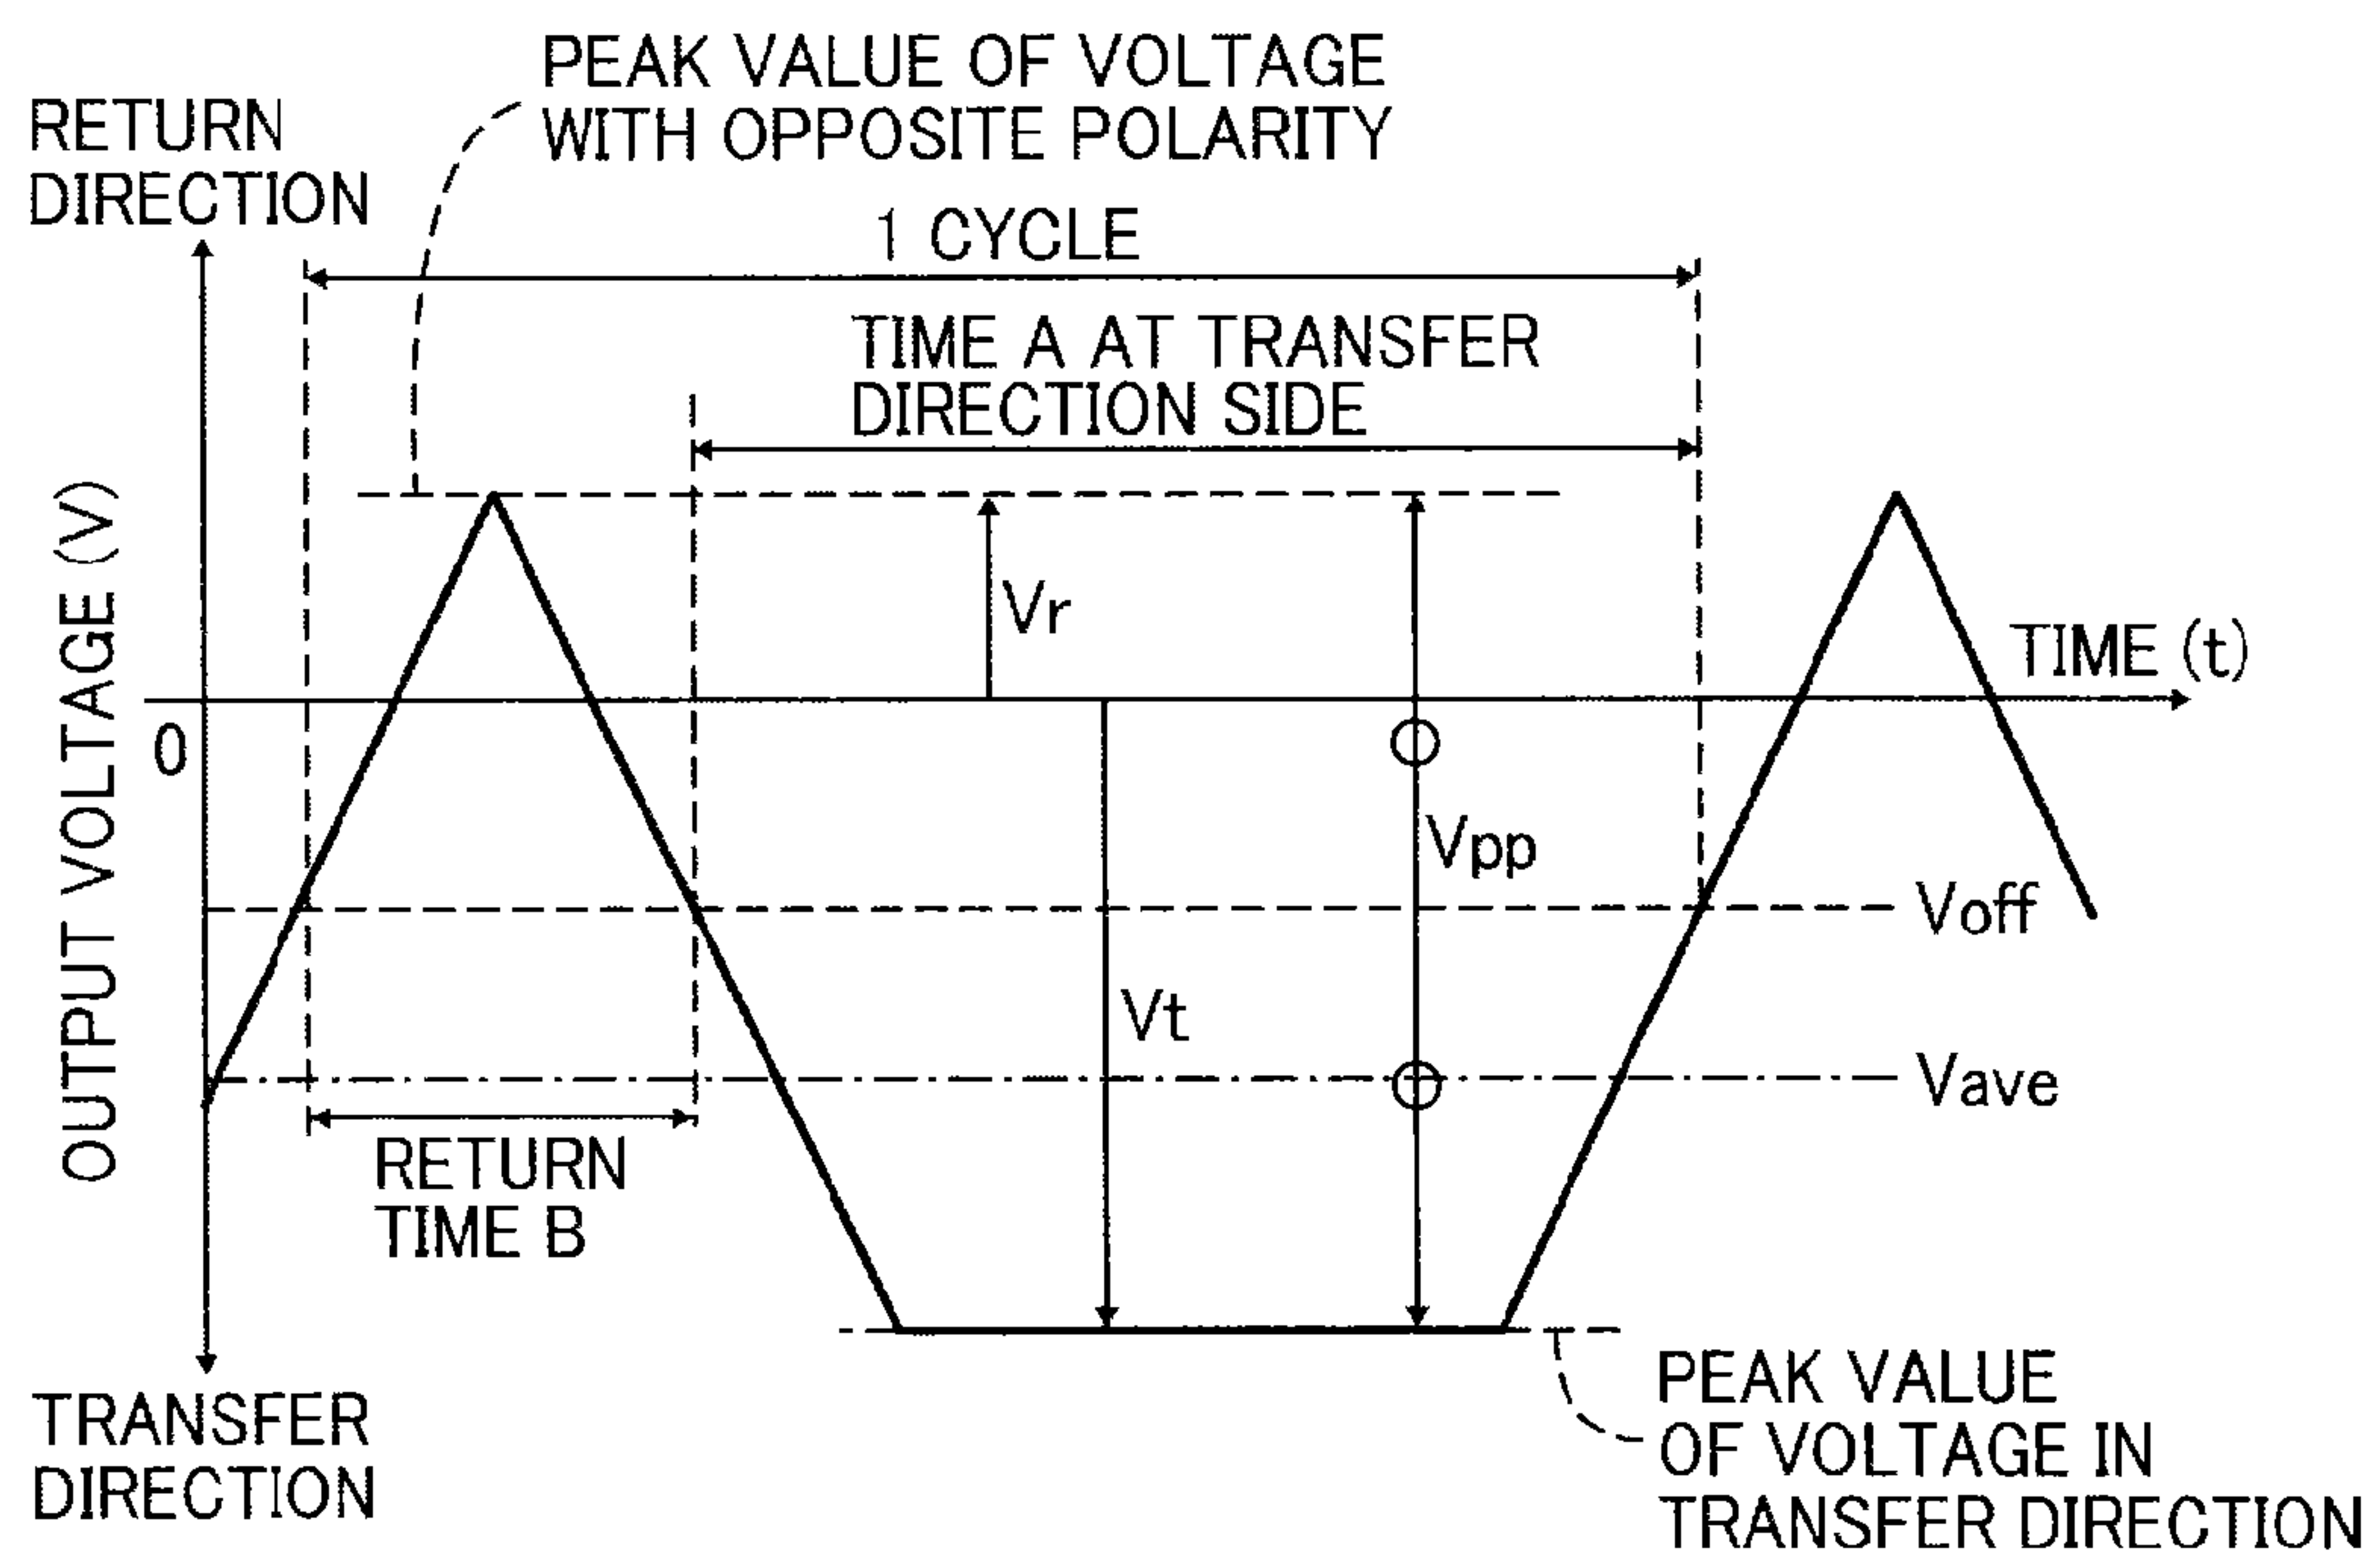 PEAK VALUE OF VOLTAGE
WITH OPPOSITE POLARITY
RETURN
DIRECTION
1 CYCLE
TIME A AT TRANSFER
DIRECTION SIDE
OUTPUT VOLTAGE (V)
Vr
TIME (t)
0
Vpp
Voff
Vt
Vave
RETURN
TIME B
TRANSFER
DIRECTION
PEAK VALUE
OF VOLTAGE IN
TRANSFER DIRECTION